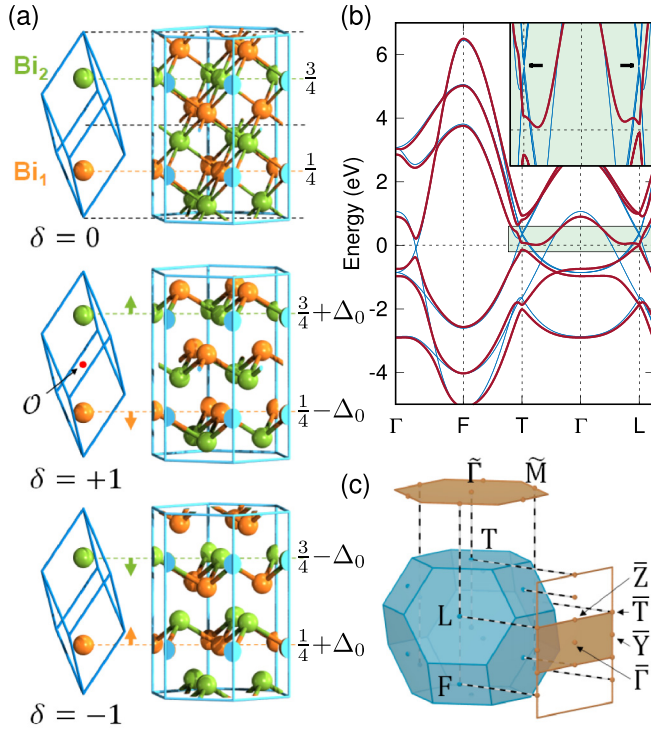 (a)
Bi₂
Bi₁
3/4
1/4
δ = 0
3/4+Δ₀
𝒪
1/4−Δ₀
δ = +1
3/4−Δ₀
1/4+Δ₀
δ = −1
(b)
Energy (eV)
6
4
2
0
-2
-4
Γ F T Γ L
(c)
Γ̃ M̃
T
Z̅
T̅
L
Y̅
Γ̅
F